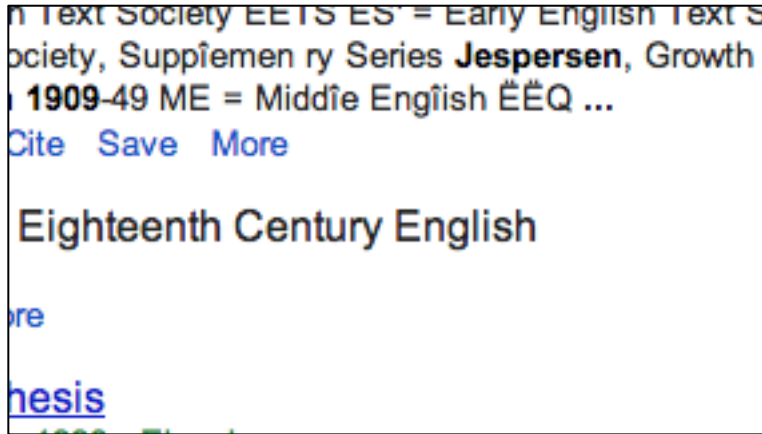 n Text Society EETS ES' = Early English Text S
ociety, Suppîemen ry Series Jespersen, Growth
1909-49 ME = Middîe Engîish ËËQ ...
Cite Save More
Eighteenth Century English
ore
hesis